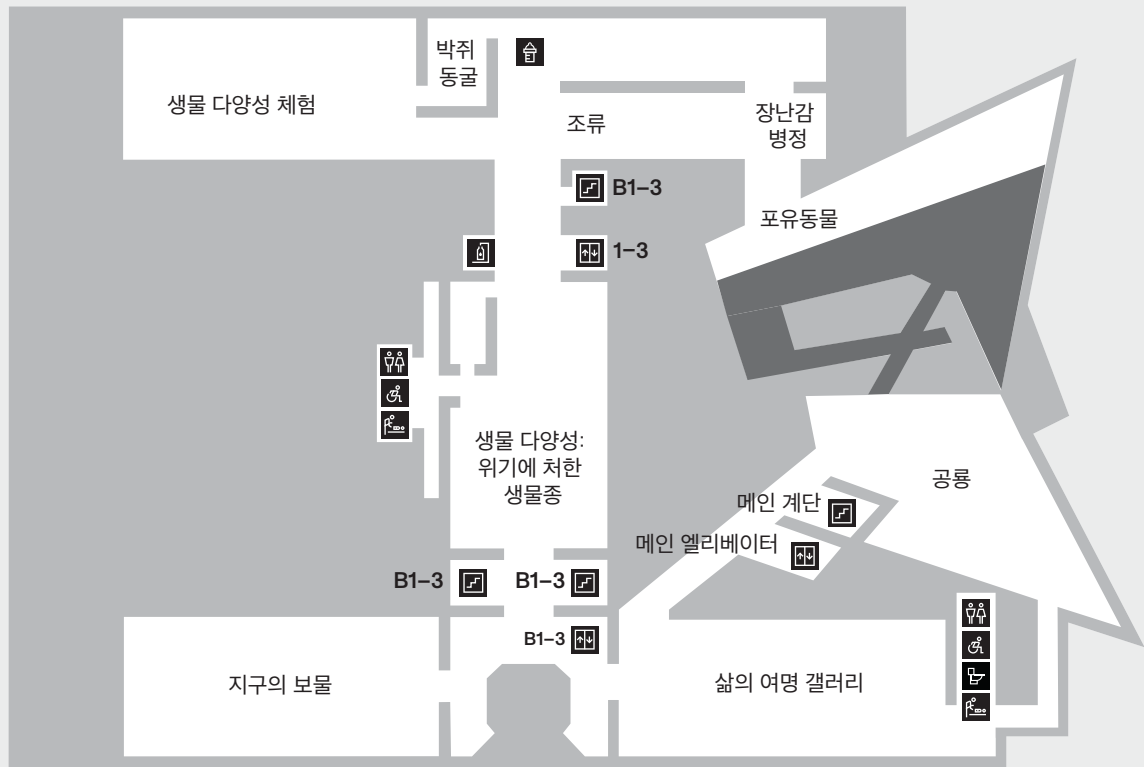 박쥐
동굴
생물 다양성 체험
조류
장난감
병정
B1–3
포유동물
1–3
생물 다양성:
위기에 처한
생물종
공룡
메인 계단
메인 엘리베이터
B1–3
B1–3
B1–3
지구의 보물
삶의 여명 갤러리